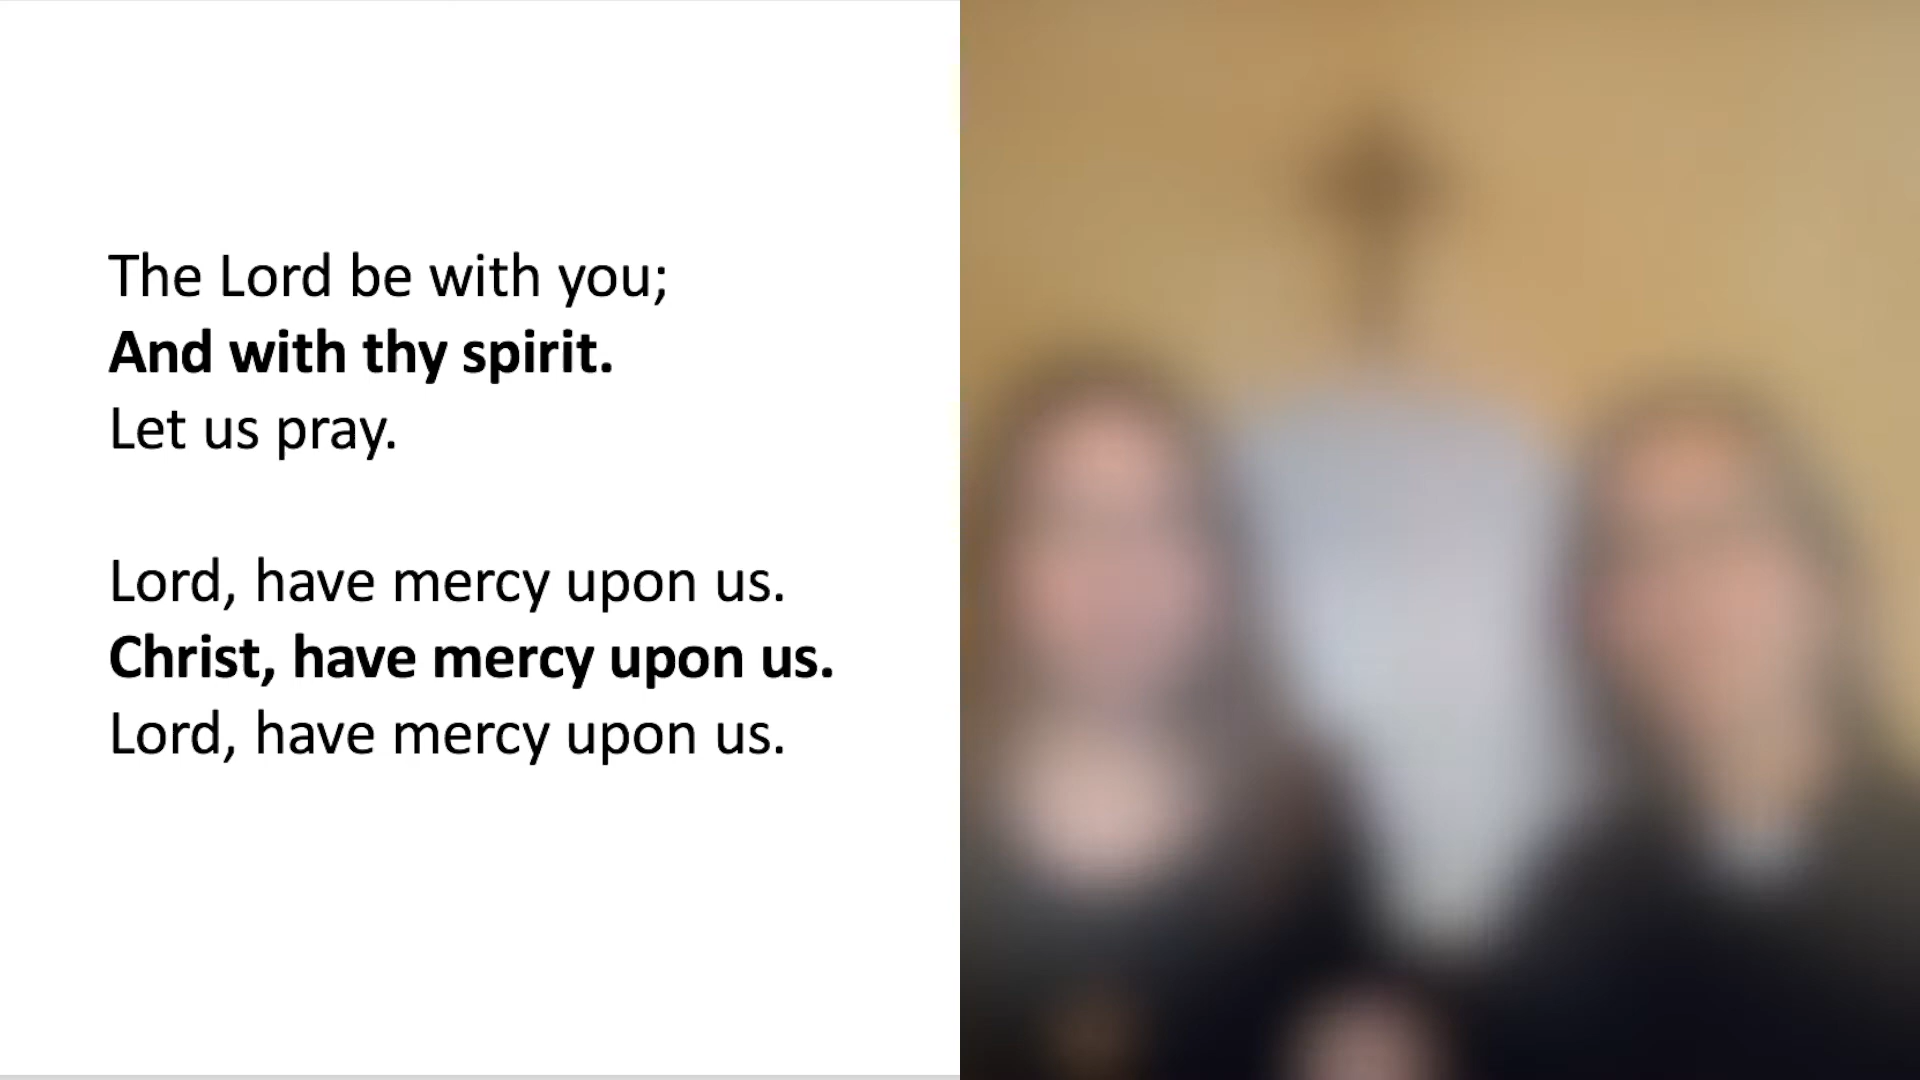 The Lord be with you;
And with thy spirit.
Let us pray.
Lord, have mercy upon us.
Christ, have mercy upon us.
Lord, have mercy upon us.